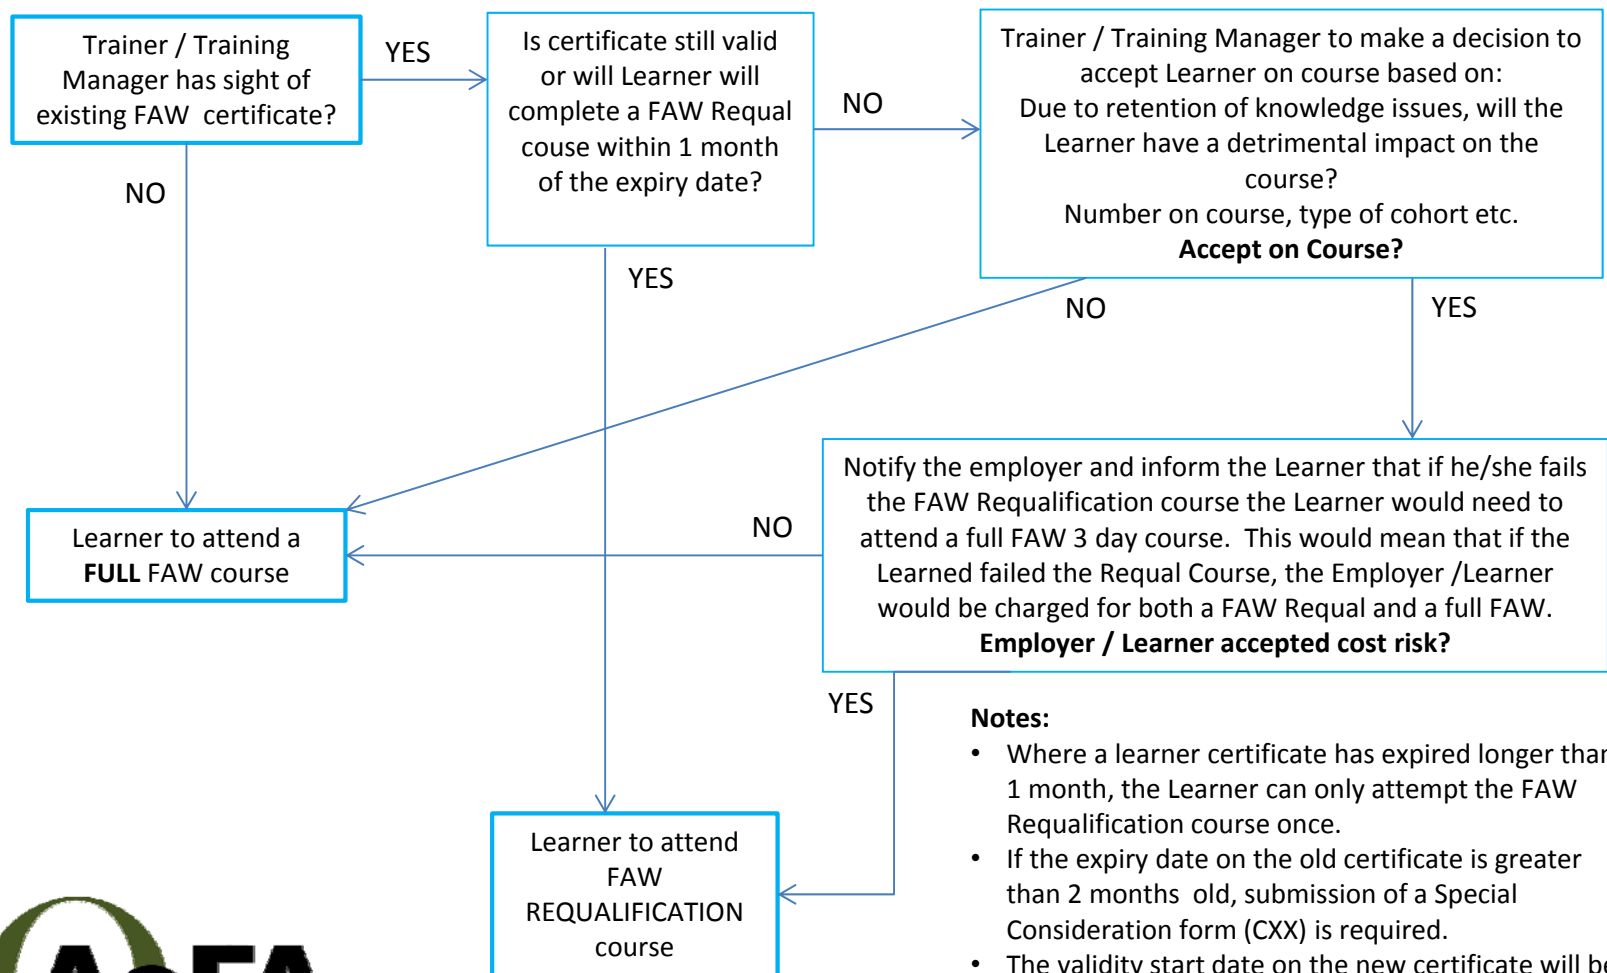 Trainer / Training
Manager has sight of
existing FAW certificate?
YES
Is certificate still valid
or will Learner will
complete a FAW Requal
couse within 1 month
of the expiry date?
NO
Trainer / Training Manager to make a decision to
accept Learner on course based on:
Due to retention of knowledge issues, will the
Learner have a detrimental impact on the
course?
Number on course, type of cohort etc.
Accept on Course?
NO
YES
NO
YES
Notify the employer and inform the Learner that if he/she fails
the FAW Requalification course the Learner would need to
attend a full FAW 3 day course. This would mean that if the
Learned failed the Requal Course, the Employer /Learner
would be charged for both a FAW Requal and a full FAW.
Employer / Learner accepted cost risk?
NO
Learner to attend a
FULL FAW course
YES
Learner to attend
FAW
REQUALIFICATION
course
Notes:
• Where a learner certificate has expired longer than
1 month, the Learner can only attempt the FAW
Requalification course once.
• If the expiry date on the old certificate is greater
than 2 months old, submission of a Special
Consideration form (CXX) is required.
• The validity start date on the new certificate will be